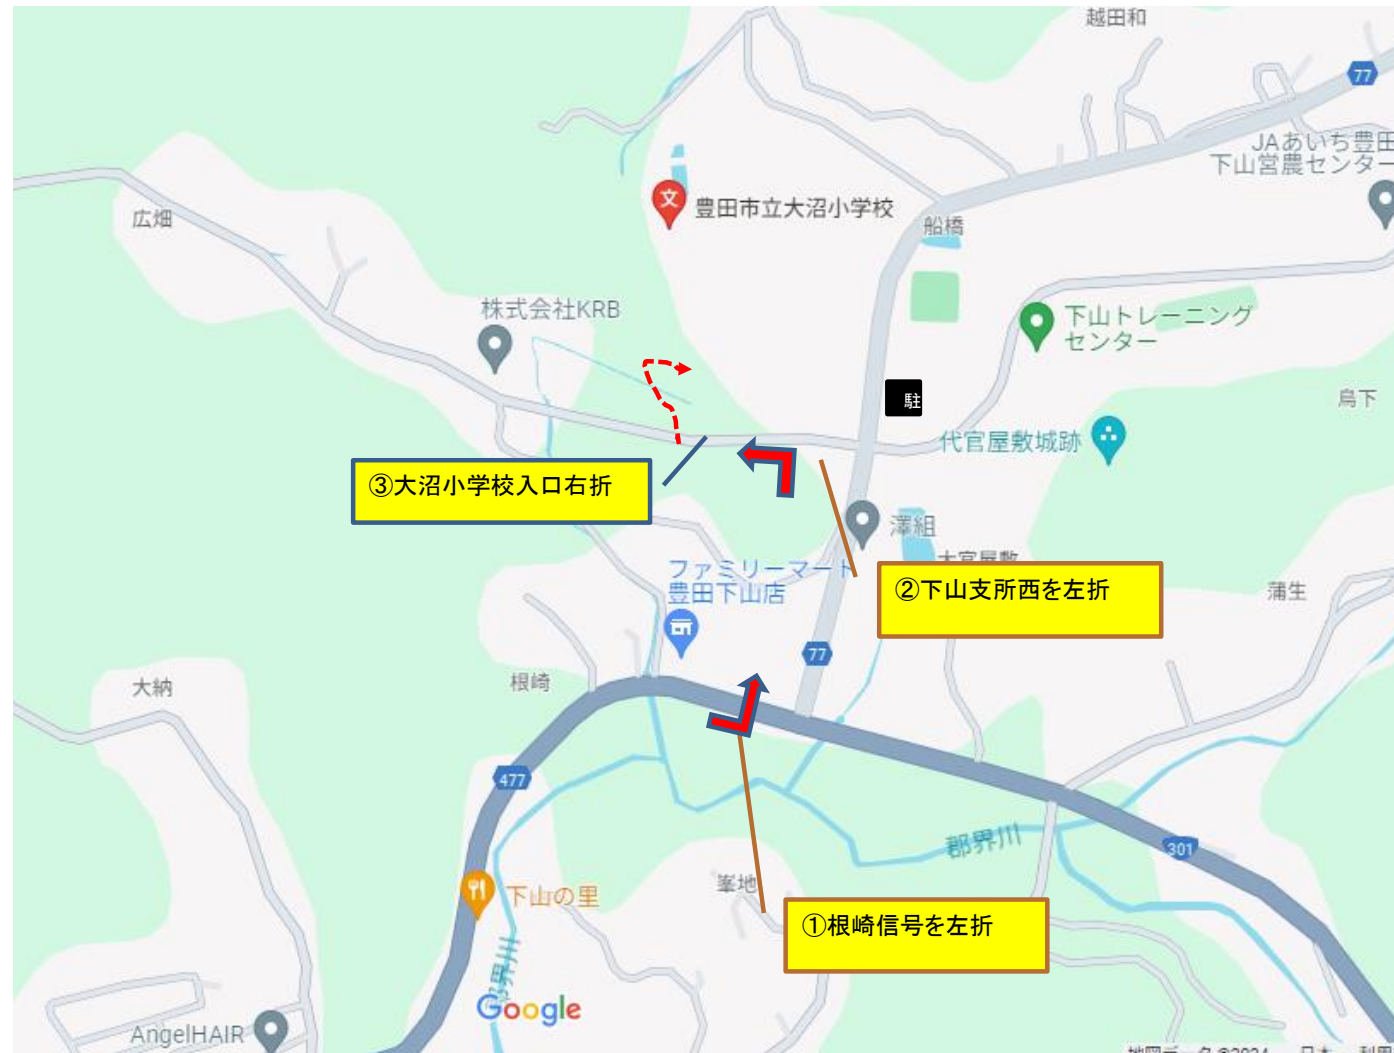 越田和
77
JAあいち豊田
下山営農センター
文
豊田市立大沼小学校
広畑
船橋
株式会社KRB
下山トレーニング
センター
駐
鳥下
代官屋敷城跡
③大沼小学校入口右折
澤組
ファミリーマート
豊田下山店
②下山支所西を左折
蒲生
77
根崎
大納
477
郡界川
301
峯地
下山の里
①根崎信号を左折
郡界川
Google
AngelHAIR